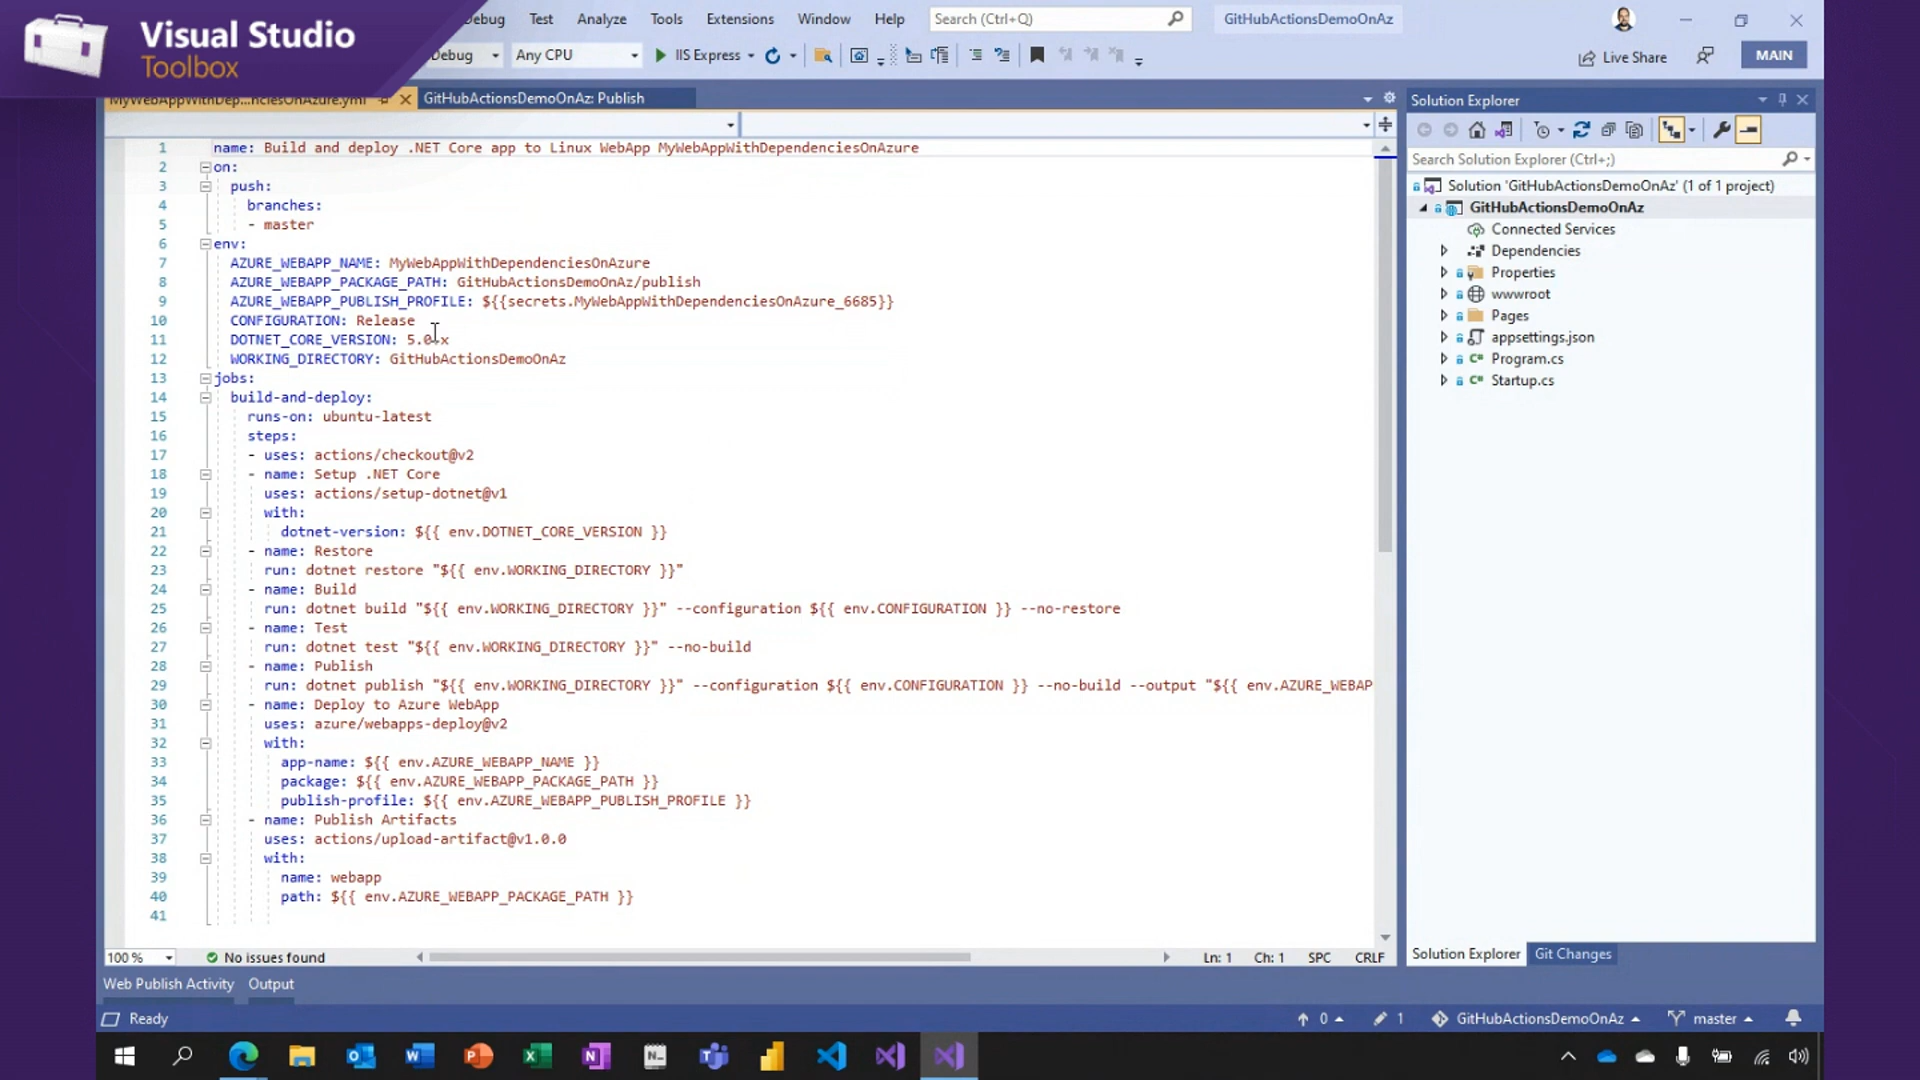 Visual Studio
Toolbox
Debug Test Analyze Tools Extensions Window Help Search (Ctrl+Q) GitHubActionsDemoOnAz
Debug Any CPU IIS Express Live Share MAIN
MyWebAppWithDep...nciesOnAzure.yml GitHubActionsDemoOnAz: Publish
1 name: Build and deploy .NET Core app to Linux WebApp MyWebAppWithDependenciesOnAzure
2 on:
3 push:
4 branches:
5 - master
6 env:
7 AZURE_WEBAPP_NAME: MyWebAppWithDependenciesOnAzure
8 AZURE_WEBAPP_PACKAGE_PATH: GitHubActionsDemoOnAz/publish
9 AZURE_WEBAPP_PUBLISH_PROFILE: ${{secrets.MyWebAppWithDependenciesOnAzure_6685}}
10 CONFIGURATION: Release
11 DOTNET_CORE_VERSION: 5.0.x
12 WORKING_DIRECTORY: GitHubActionsDemoOnAz
13 jobs:
14 build-and-deploy:
15 runs-on: ubuntu-latest
16 steps:
17 - uses: actions/checkout@v2
18 - name: Setup .NET Core
19 uses: actions/setup-dotnet@v1
20 with:
21 dotnet-version: ${{ env.DOTNET_CORE_VERSION }}
22 - name: Restore
23 run: dotnet restore "${{ env.WORKING_DIRECTORY }}"
24 - name: Build
25 run: dotnet build "${{ env.WORKING_DIRECTORY }}" --configuration ${{ env.CONFIGURATION }} --no-restore
26 - name: Test
27 run: dotnet test "${{ env.WORKING_DIRECTORY }}" --no-build
28 - name: Publish
29 run: dotnet publish "${{ env.WORKING_DIRECTORY }}" --configuration ${{ env.CONFIGURATION }} --no-build --output "${{ env.AZURE_WEBAP
30 - name: Deploy to Azure WebApp
31 uses: azure/webapps-deploy@v2
32 with:
33 app-name: ${{ env.AZURE_WEBAPP_NAME }}
34 package: ${{ env.AZURE_WEBAPP_PACKAGE_PATH }}
35 publish-profile: ${{ env.AZURE_WEBAPP_PUBLISH_PROFILE }}
36 - name: Publish Artifacts
37 uses: actions/upload-artifact@v1.0.0
38 with:
39 name: webapp
40 path: ${{ env.AZURE_WEBAPP_PACKAGE_PATH }}
41
100 % No issues found Ln: 1 Ch: 1 SPC CRLF
Solution Explorer
Search Solution Explorer (Ctrl+;)
Solution 'GitHubActionsDemoOnAz' (1 of 1 project)
GitHubActionsDemoOnAz
Connected Services
Dependencies
Properties
wwwroot
Pages
appsettings.json
Program.cs
Startup.cs
Solution Explorer Git Changes
Web Publish Activity Output
Ready 0 1 GitHubActionsDemoOnAz master